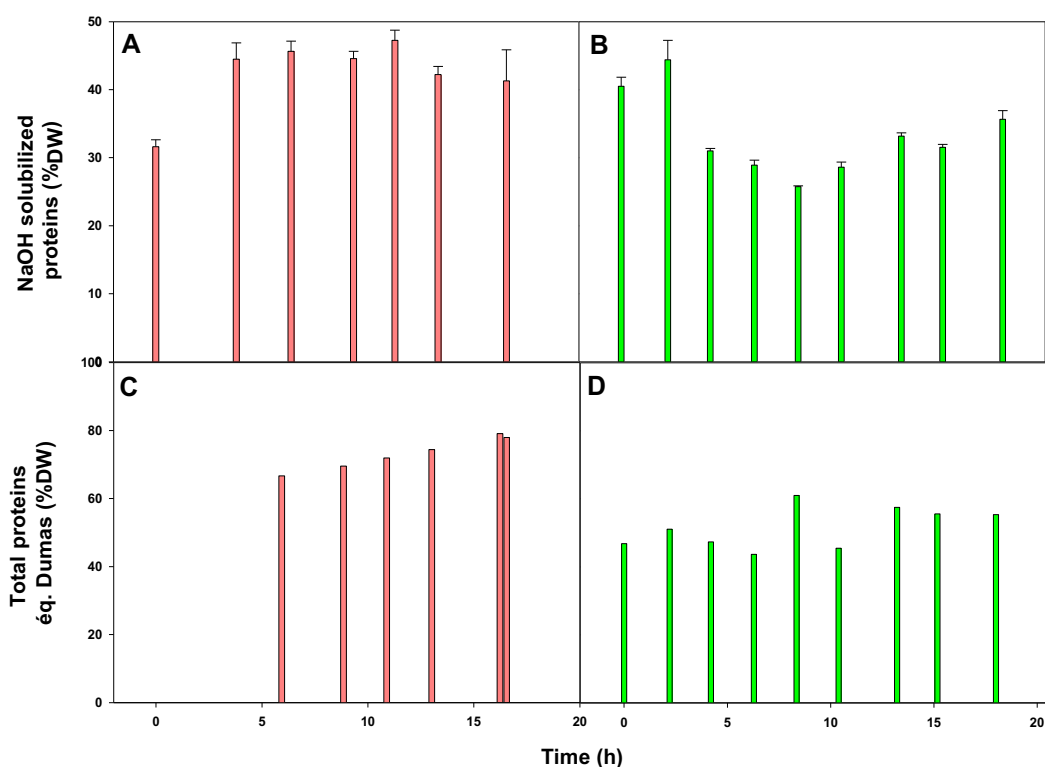 50
A
B
40
30
20
10
0
NaOH solubilized
proteins (%DW)
100
C
D
80
60
40
20
0
Total proteins
éq. Dumas (%DW)
0 5 10 15 20 0 5 10 15 20
Time (h)